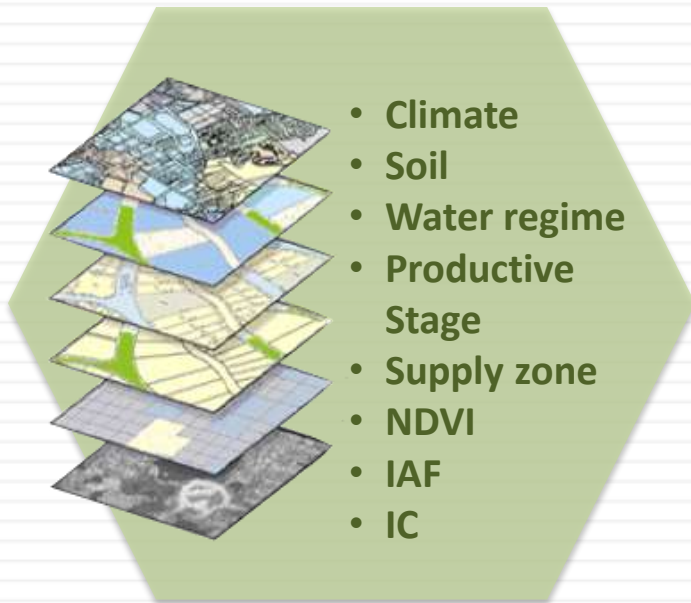 • Climate
• Soil
• Water regime
• Productive
Stage
• Supply zone
• NDVI
• IAF
• IC